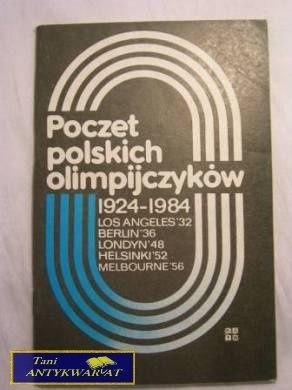 Poczet
polskich
olimpijczyków
1924-1984
LOS ANGELES'32
BERLIN'36
LONDYN'48
HELSINKI'52
MELBOURNE'56
Tani
ANTYKWARIAT